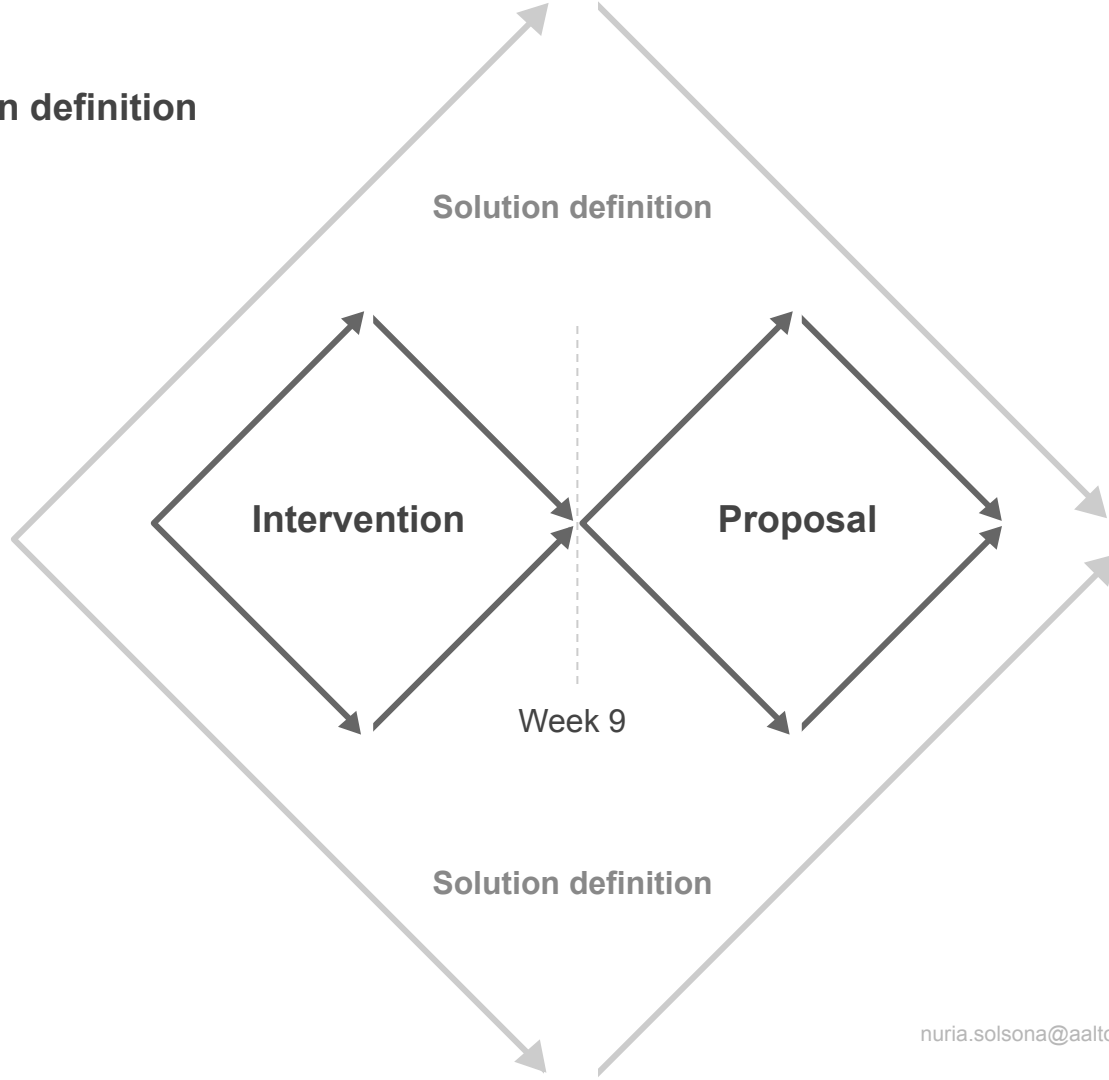 n definition
Solution definition
Intervention
Proposal
Week 9
Solution definition
nuria.solsona@aalto